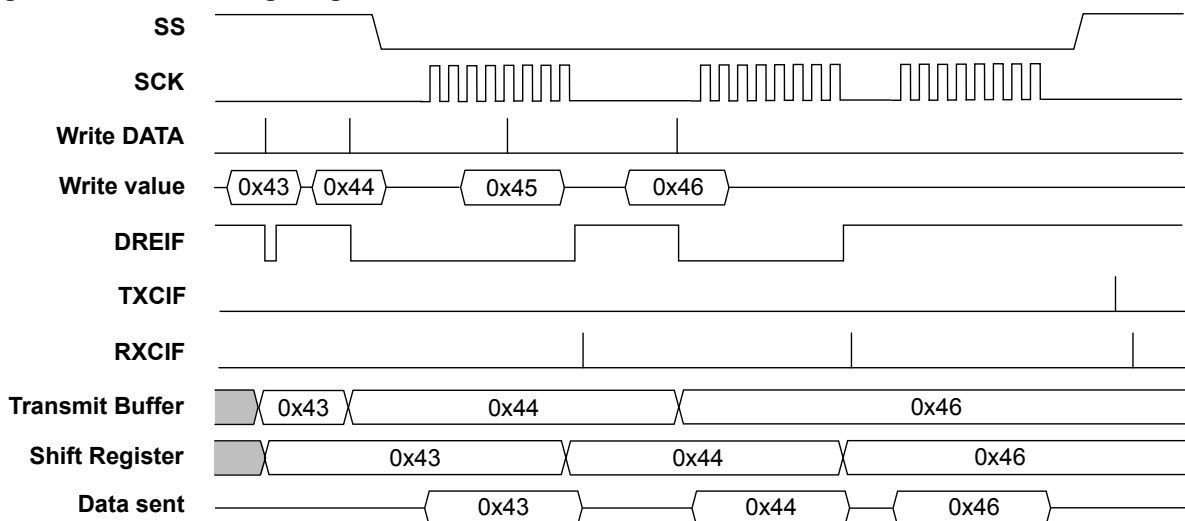 SS
SCK
Write DATA
Write value 0x43 0x44 0x45 0x46
DREIF
TXCIF
RXCIF
Transmit Buffer 0x43 0x44 0x46
Shift Register 0x43 0x44 0x46
Data sent 0x43 0x44 0x46